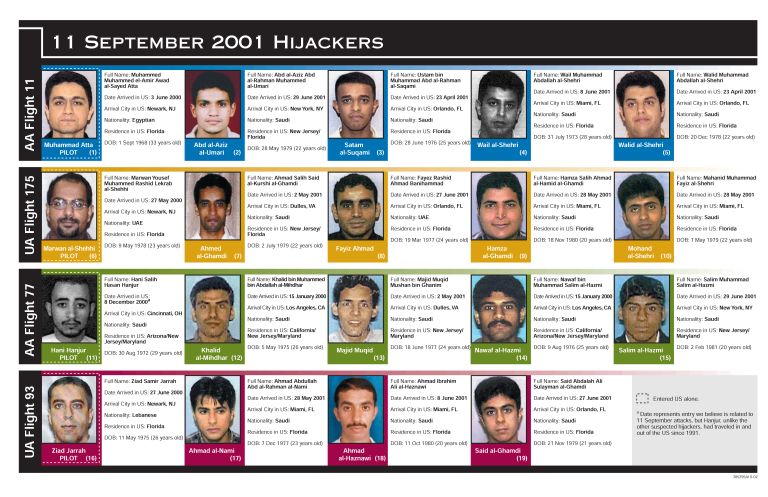 11 SEPTEMBER 2001 HIJACKERS
AA Flight 11
Muhammed Atta
PILOT (1)
Full Name: Muhammed
Muhammed el-Amir Awad
al-Sayed Atta
Date Arrived in US: 3 June 2000
Arrival City in US: Newark, NJ
Nationality: Egyptian
Residence in US: Florida
DOB: 1 Sept 1968 (33 years old)
Abd al-Aziz
al-Umari (2)
Full Name: Abd al-Aziz Abd
al-Rahman Muhammed
al-Umari
Date Arrived in US: 29 June 2001
Arrival City in US: New York, NY
Nationality: Saudi
Residence in US: New Jersey/
Florida
DOB: 28 May 1979 (22 years old)
Satam
al-Suqami (3)
Full Name: Ustam bin
Muhammad Abd al-Rahman
al-Saqami
Date Arrived in US: 23 April 2001
Arrival City in US: Orlando, FL
Nationality: Saudi
Residence in US: Florida
DOB: 28 June 1976 (25 years old)
Wail al-Shehri
(4)
Full Name: Wail Muhammad
Abdallah al-Shehri
Date Arrived in US: 8 June 2001
Arrival City in US: Miami, FL
Nationality: Saudi
Residence in US: Florida
DOB: 31 July 1973 (28 years old)
Walid al-Shehri
(5)
Full Name: Walid Muhammad
Abdallah al-Shehri
Date Arrived in US: 23 April 2001
Arrival City in US: Orlando, FL
Nationality: Saudi
Residence in US: Florida
DOB: 20 Dec 1978 (22 years old)
UA Flight 175
Marwan al-Shehhi
PILOT (6)
Full Name: Marwan Yousef
Muhammed Rashid Lekrab
al-Shehhi
Date Arrived in US: 27 May 2000
Arrival City in US: Newark, NJ
Nationality: UAE
Residence in US: Florida
DOB: 9 May 1978 (23 years old)
Ahmed
al-Ghamdi (7)
Full Name: Ahmad Salih Said
al-Kurshi al-Ghamdi
Date Arrived in US: 2 May 2001
Arrival City in US: Dulles, VA
Nationality: Saudi
Residence in US: New Jersey/
Florida
DOB: 2 July 1979 (22 years old)
Fayiz Ahmad
(8)
Full Name: Fayez Rashid
Ahmad Banihammad
Date Arrived in US: 27 June 2001
Arrival City in US: Orlando, FL
Nationality: UAE
Residence in US: Florida
DOB: 19 Mar 1977 (24 years old)
Hamza
al-Ghamdi (9)
Full Name: Hamza Salih Ahmad
al-Hamid al-Ghamdi
Date Arrived in US: 28 May 2001
Arrival City in US: Miami, FL
Nationality: Saudi
Residence in US: Florida
DOB: 18 Nov 1980 (20 years old)
Mohand
al-Shehri (10)
Full Name: Mahanid Muhammad
Fayiz al-Shehri
Date Arrived in US: 28 May 2001
Arrival City in US: Miami, FL
Nationality: Saudi
Residence in US: Florida
DOB: 7 May 1979 (22 years old)
AA Flight 77
Hani Hanjur
PILOT (11)
Full Name: Hani Salih
Hasan Hanjur
Date Arrived in US:
8 December 2000ª
Arrival City in US: Cincinnati, OH
Nationality: Saudi
Residence in US: Arizona/New
Jersey/Maryland
DOB: 30 Aug 1972 (29 years old)
Khalid
al-Mihdhar (12)
Full Name: Khalid bin Muhammed
bin Abdallah al-Mihdhar
Date Arrived in US: 15 January 2000
Arrival City in US: Los Angeles, CA
Nationality: Saudi
Residence in US: California/
New Jersey/Maryland
DOB: 5 May 1975 (26 years old)
Majid Muqid
(13)
Full Name: Majid Muqid
Mushan bin Ghanim
Date Arrived in US: 2 May 2001
Arrival City in US: Dulles, VA
Nationality: Saudi
Residence in US: New Jersey/
Maryland
DOB: 18 June 1977 (24 years old)
Nawaf al-Hazmi
(14)
Full Name: Nawaf bin
Muhammad Salim al-Hazmi
Date Arrived in US: 15 January 2000
Arrival City in US: Los Angeles, CA
Nationality: Saudi
Residence in US: California/
Arizona/New Jersey/Maryland
DOB: 9 Aug 1976 (25 years old)
Salim al-Hazmi
(15)
Full Name: Salim Muhammad
Salim al-Hazmi
Date Arrived in US: 29 June 2001
Arrival City in US: New York, NY
Nationality: Saudi
Residence in US: New Jersey/
Maryland
DOB: 2 Feb 1981 (20 years old)
UA Flight 93
Ziad Jarrah
PILOT (16)
Full Name: Ziad Samir Jarrah
Date Arrived in US: 27 June 2000
Arrival City in US: Newark, NJ
Nationality: Lebanese
Residence in US: Florida
DOB: 11 May 1975 (26 years old)
Ahmad al-Nami
(17)
Full Name: Ahmad Abdullah
Abd al-Rahman al-Nami
Date Arrived in US: 28 May 2001
Arrival City in US: Miami, FL
Nationality: Saudi
Residence in US: Florida
DOB: 7 Dec 1977 (23 years old)
Ahmad
al-Haznawi (18)
Full Name: Ahmad Ibrahim
Ali al-Haznawi
Date Arrived in US: 8 June 2001
Arrival City in US: Miami, FL
Nationality: Saudi
Residence in US: Florida
DOB: 11 Oct 1980 (20 years old)
Said al-Ghamdi
(19)
Full Name: Said Abdalah Ali
Sulayman al-Ghamdi
Date Arrived in US: 27 June 2001
Arrival City in US: Orlando, FL
Nationality: Saudi
Residence in US: Florida
DOB: 21 Nov 1979 (21 years old)
Entered US alone.
ªDate represents entry we believe is related to
11 September attacks, but Hanjur, unlike the
other suspected hijackers, had traveled in and
out of the US since 1991.